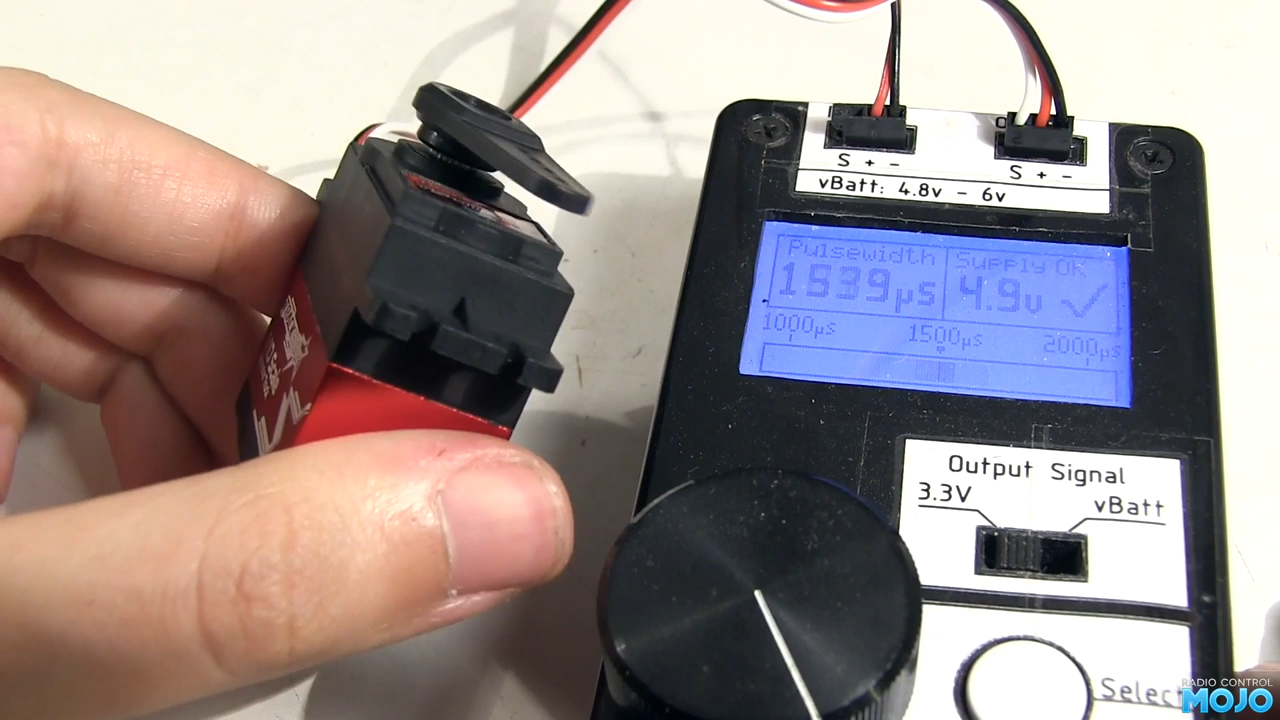 S + -
S + -
vBatt: 4.8v - 6v
Pulsewidth
Supply OK
1539µs
4.9v
1000µs
1500µs
2000µs
Output Signal
3.3V
vBatt
Select
RADIO CONTROL
MOJO